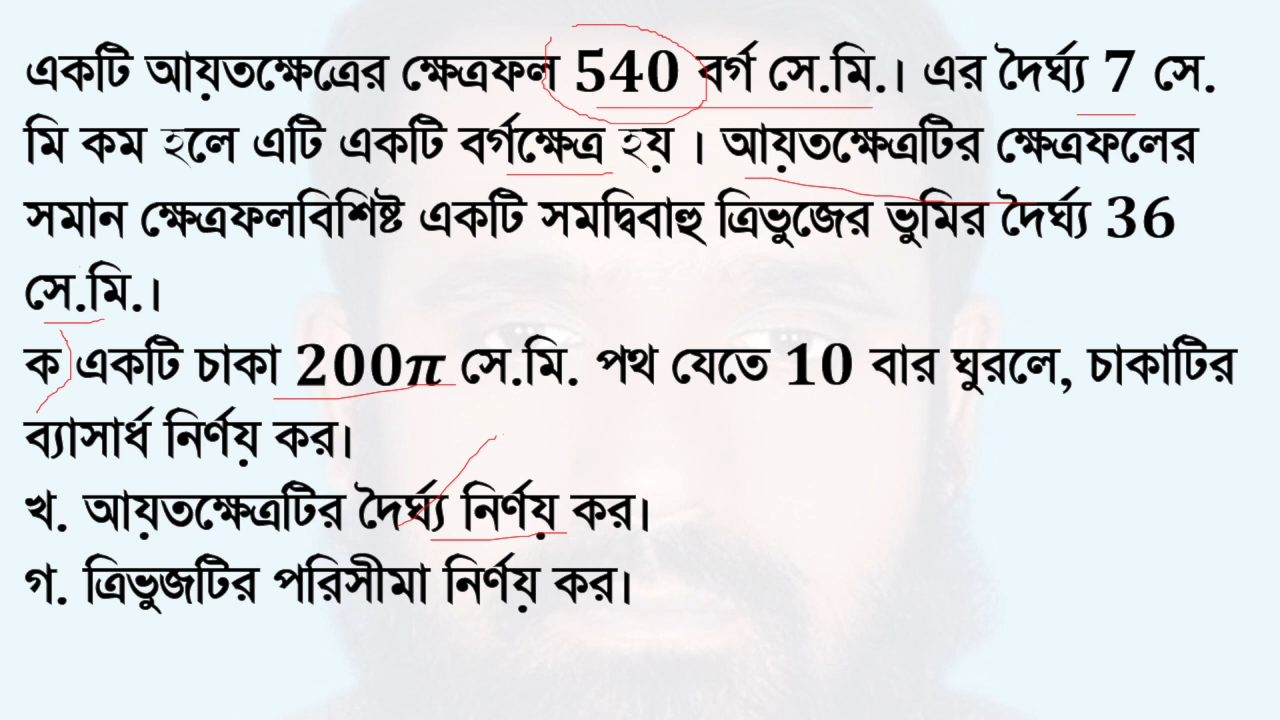 একটি আয়তক্ষেত্রের ক্ষেত্রফল 540 বর্গ সে.মি.। এর দৈর্ঘ্য 7 সে.
মি কম হলে এটি একটি বর্গক্ষেত্র হয় । আয়তক্ষেত্রটির ক্ষেত্রফলের
সমান ক্ষেত্রফলবিশিষ্ট একটি সমদ্বিবাহু ত্রিভুজের ভুমির দৈর্ঘ্য 36
সে.মি.।
ক একটি চাকা 200π সে.মি. পথ যেতে 10 বার ঘুরলে, চাকাটির
ব্যাসার্ধ নির্ণয় কর।
খ. আয়তক্ষেত্রটির দৈর্ঘ্য নির্ণয় কর।
গ. ত্রিভুজটির পরিসীমা নির্ণয় কর।